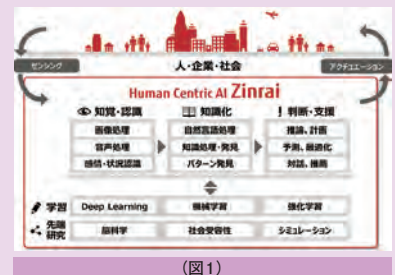 人・企業・社会
センシング
アクチュエーション
Human Centric AI Zinrai
知覚・認識
知識化
! 判断・支援
画像処理
自然言語処理
推論、計画
音声処理
知識処理・発見
予測、最適化
感情・状況認識
パターン発見
対話、推薦
学習
Deep Learning
機械学習
強化学習
先端
研究
脳科学
社会受容性
シミュレーション
(図1)